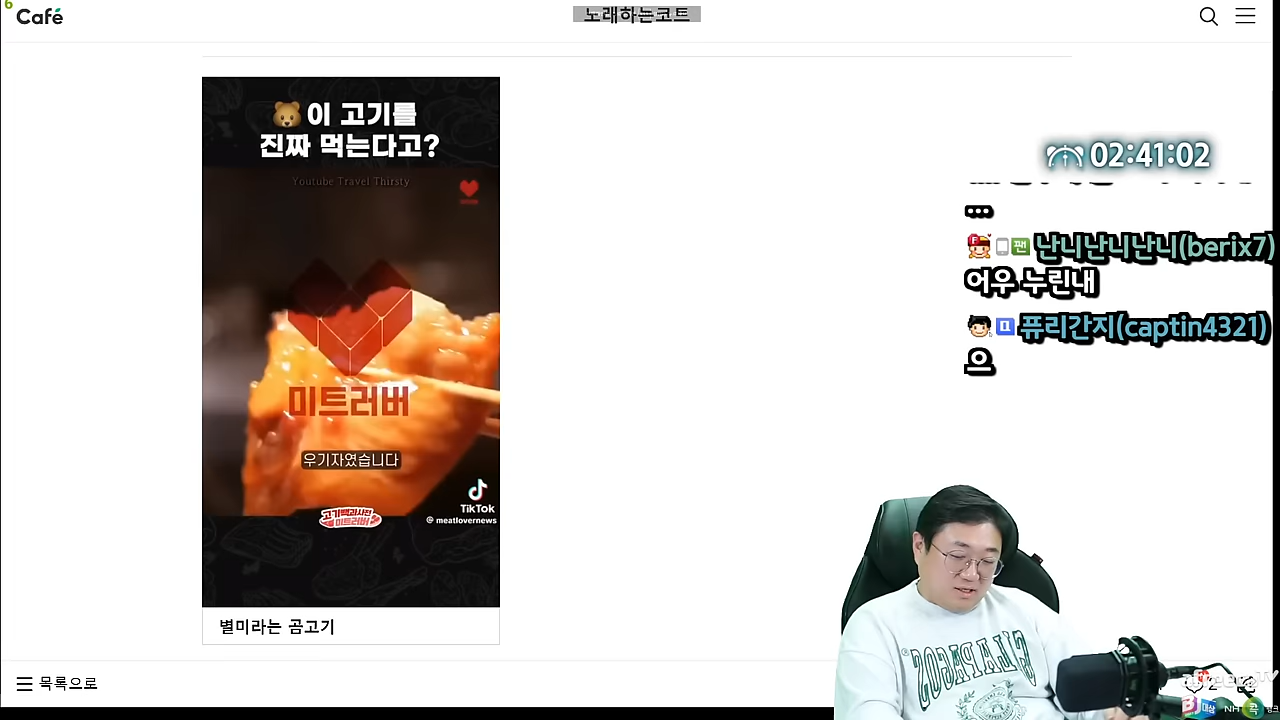 Café
노래하는코트
이 고기를
진짜 먹는다고?
Youtube Travel Thirsty
미트러버
우기자였습니다
고기백과사전
미트러버
TikTok
@ meatlovernews
별미라는 곰고기
목록으로
02:41:02
...
난니난니난니(berix7)
어우 누린내
퓨리간지(captin4321)
으
GALAPAGOS
NH